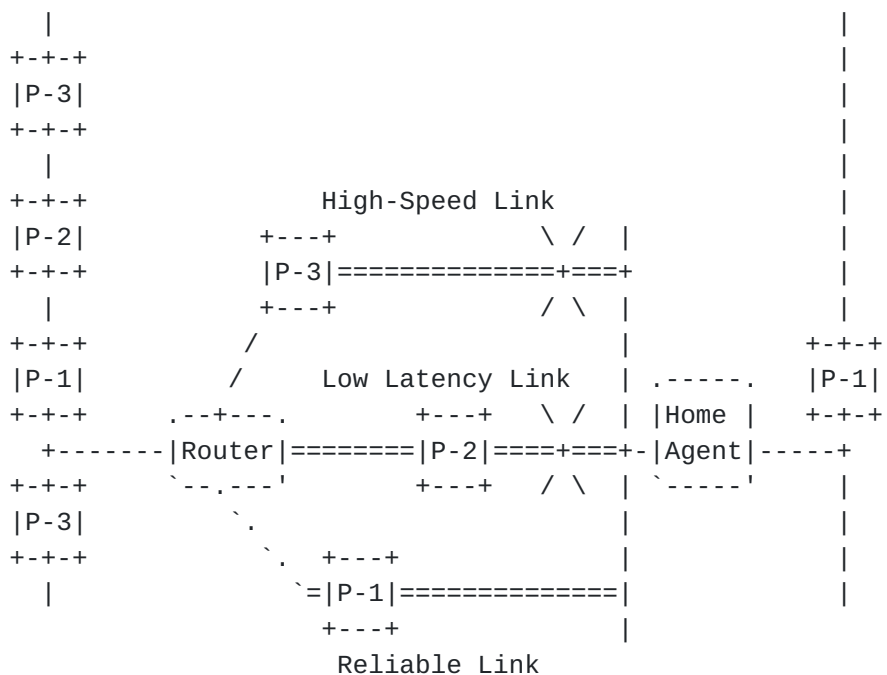 P-3
High-Speed Link
P-2
P-3
P-1 Low Latency Link P-1
Home
Router P-2 Agent
P-3
P-1
Reliable Link